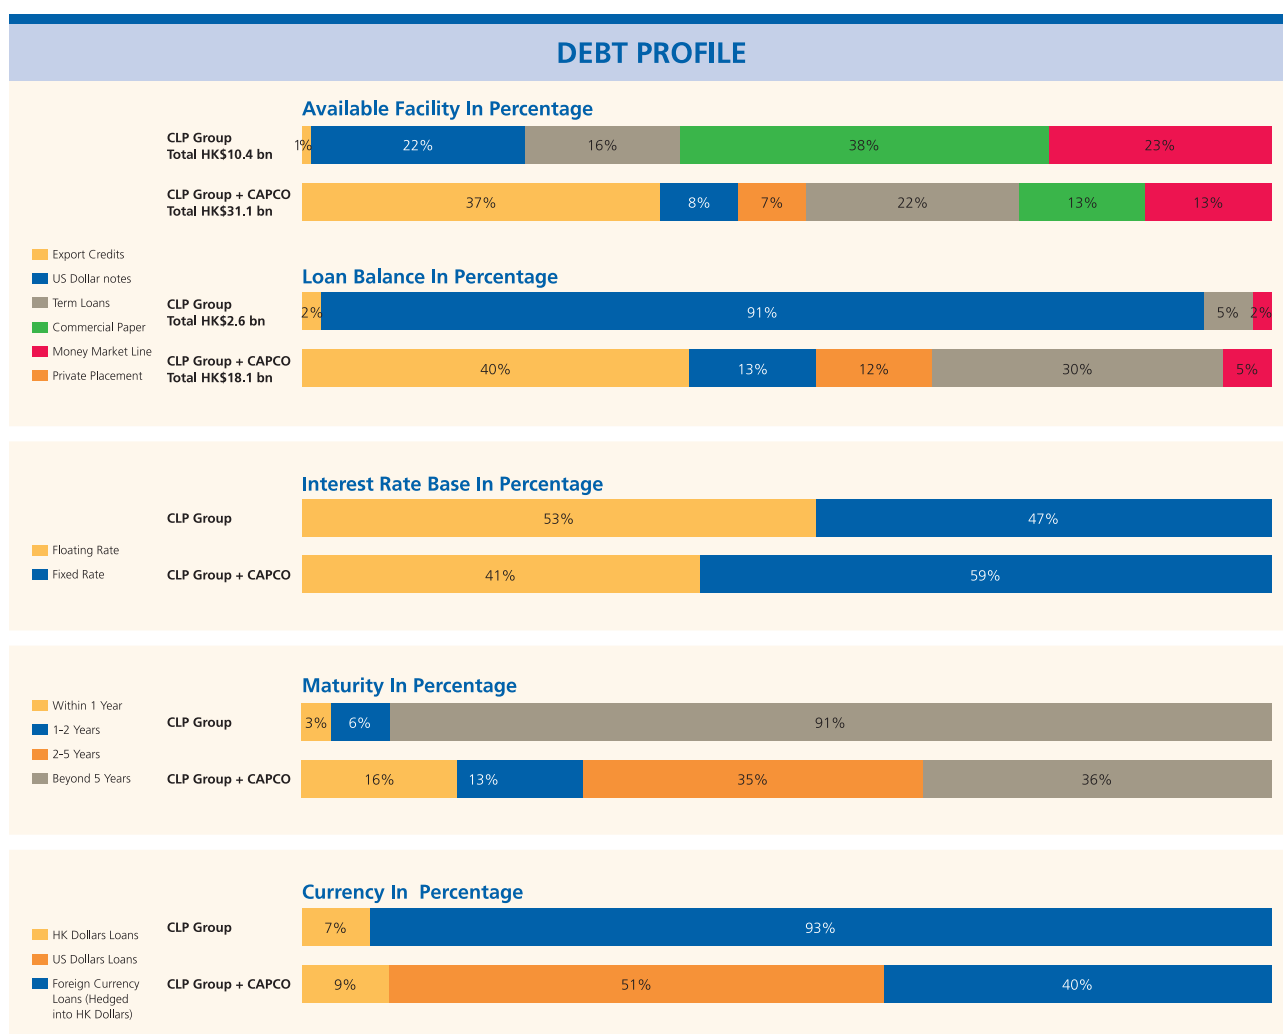 DEBT PROFILE
Available Facility In Percentage
CLP Group
Total HK$10.4 bn
1%
22%
16%
38%
23%
CLP Group + CAPCO
Total HK$31.1 bn
37%
8%
7%
22%
13%
13%
Export Credits
US Dollar notes
Term Loans
Commercial Paper
Money Market Line
Private Placement
Loan Balance In Percentage
CLP Group
Total HK$2.6 bn
2%
91%
5%
2%
CLP Group + CAPCO
Total HK$18.1 bn
40%
13%
12%
30%
5%
Interest Rate Base In Percentage
CLP Group
53%
47%
Floating Rate
Fixed Rate
CLP Group + CAPCO
41%
59%
Maturity In Percentage
Within 1 Year
1-2 Years
2-5 Years
Beyond 5 Years
CLP Group
3%
6%
91%
CLP Group + CAPCO
16%
13%
35%
36%
Currency In Percentage
CLP Group
7%
93%
HK Dollars Loans
US Dollars Loans
Foreign Currency
Loans (Hedged
into HK Dollars)
CLP Group + CAPCO
9%
51%
40%